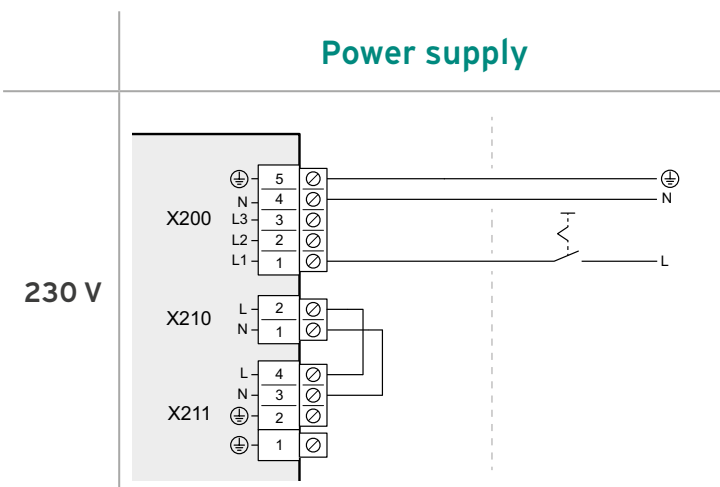 Power supply
230 V
X200
⏚ 5 ⏚
N 4 N
L3 3
L2 2
L1 1 L
X210
L 2
N 1
X211
L 4
N 3
⏚ 2
⏚ 1